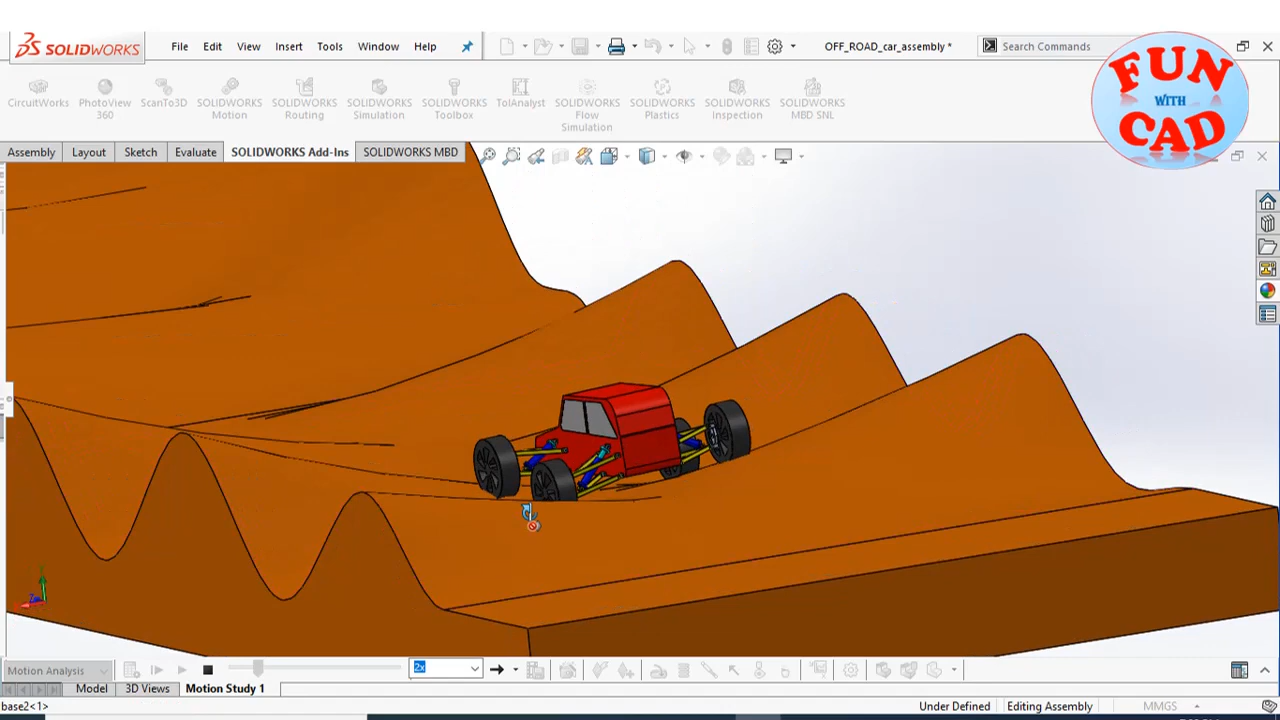 SOLIDWORKS File Edit View Insert Tools Window Help OFF_ROAD_car_assembly * Search Commands
FUN
WITH
CAD
CircuitWorks PhotoView 360 ScanTo3D SOLIDWORKS Motion SOLIDWORKS Routing SOLIDWORKS Simulation SOLIDWORKS Toolbox TolAnalyst SOLIDWORKS Flow Simulation SOLIDWORKS Plastics SOLIDWORKS Inspection SOLIDWORKS MBD SNL
Assembly Layout Sketch Evaluate SOLIDWORKS Add-Ins SOLIDWORKS MBD
Motion Analysis 2x
Model 3D Views Motion Study 1
base2<1> Under Defined Editing Assembly MMGS